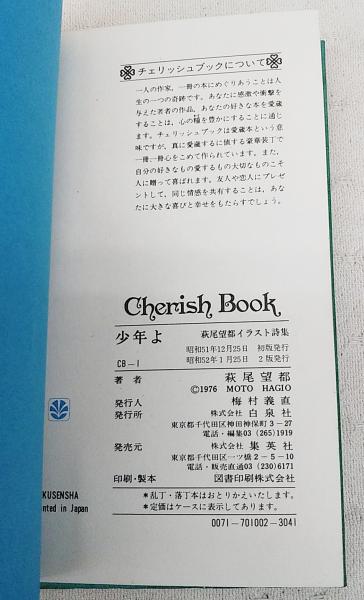 チェリッシュブックについて
一人の作家，一冊の本にめぐりあうことは人
生の一つの奇跡です。あなたに感激や衝撃を
与えた著者の作品，あなたの好きな本を愛蔵
することは，心の糧を豊かにすることに通じ
ます。チェリッシュブックは愛蔵本という意
味ですが，真に愛蔵するに値する豪華装丁で
一冊一冊心をこめて作られています。また，
自分の好きなもの愛するもの大切なものこそ
人に贈って喜ばれます。友人や恋人にプレゼ
ントして，同じ情感を共有することは，あな
たに大きな喜びと幸せをもたらすでしょう。
Cherish Book
少年よ 萩尾望都イラスト詩集
昭和51年12月25日 初版発行
昭和52年1月25日 2版発行
CB-1
著者 萩尾望都
©1976 MOTO HAGIO
発行人 梅村義直
発行所 株式会社 白泉社
東京都千代田区神田神保町3-27
電話・編集03(265)1919
発売元 株式会社 集英社
東京都千代田区一ツ橋2-5-10
電話・販売直通03(230)6171
印刷・製本 図書印刷株式会社
*乱丁・落丁本はおとりかえいたします。
*定価はケースに表示してあります。
0071-701002-3041
KUSENSHA
nted in Japan